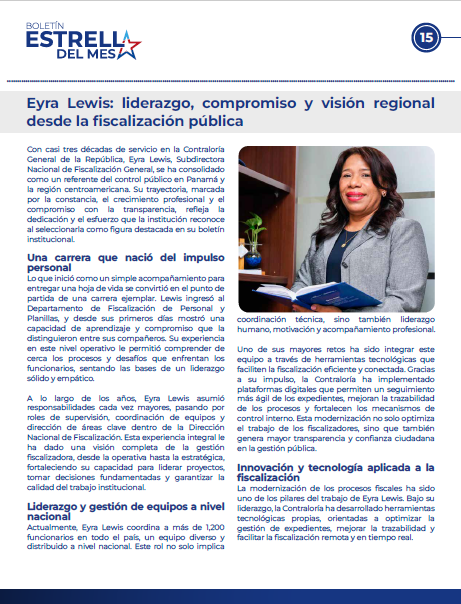 BOLETÍN
ESTRELLA
DEL MES
15
Eyra Lewis: liderazgo, compromiso y visión regional
desde la fiscalización pública
Con casi tres décadas de servicio en la Contraloría
General de la República, Eyra Lewis, Subdirectora
Nacional de Fiscalización General, se ha consolidado
como un referente del control público en Panamá y
la región centroamericana. Su trayectoria, marcada
por la constancia, el crecimiento profesional y el
compromiso con la transparencia, refleja la
dedicación y el esfuerzo que la institución reconoce
al seleccionarla como figura destacada en su boletín
institucional.
Una carrera que nació del impulso
personal
Lo que inició como un simple acompañamiento para
entregar una hoja de vida se convirtió en el punto de
partida de una carrera ejemplar. Lewis ingresó al
Departamento de Fiscalización de Personal y
Planillas, y desde sus primeros días mostró una
capacidad de aprendizaje y compromiso que la
distinguieron entre sus compañeros. Su experiencia
en este nivel operativo le permitió comprender de
cerca los procesos y desafíos que enfrentan los
funcionarios, sentando las bases de un liderazgo
sólido y empático.
A lo largo de los años, Eyra Lewis asumió
responsabilidades cada vez mayores, pasando por
roles de supervisión, coordinación de equipos y
dirección de áreas clave dentro de la Dirección
Nacional de Fiscalización. Esta experiencia integral le
ha dado una visión completa de la gestión
fiscalizadora, desde la operativa hasta la estratégica,
fortaleciendo su capacidad para liderar proyectos,
tomar decisiones fundamentadas y garantizar la
calidad del trabajo institucional.
Liderazgo y gestión de equipos a nivel
nacional
Actualmente, Eyra Lewis coordina a más de 1,200
funcionarios en todo el país, un equipo diverso y
distribuido a nivel nacional. Este rol no solo implica
coordinación técnica, sino también liderazgo
humano, motivación y acompañamiento profesional.
Uno de sus mayores retos ha sido integrar este
equipo a través de herramientas tecnológicas que
faciliten la fiscalización eficiente y conectada. Gracias
a su impulso, la Contraloría ha implementado
plataformas digitales que permiten un seguimiento
más ágil de los expedientes, mejoran la trazabilidad
de los procesos y fortalecen los mecanismos de
control interno. Esta modernización no solo optimiza
el trabajo de los fiscalizadores, sino que también
genera mayor transparencia y confianza ciudadana
en la gestión pública.
Innovación y tecnología aplicada a la
fiscalización
La modernización de los procesos fiscales ha sido
uno de los pilares del trabajo de Eyra Lewis. Bajo su
liderazgo, la Contraloría ha desarrollado herramientas
tecnológicas propias, orientadas a optimizar la
gestión de expedientes, mejorar la trazabilidad y
facilitar la fiscalización remota y en tiempo real.